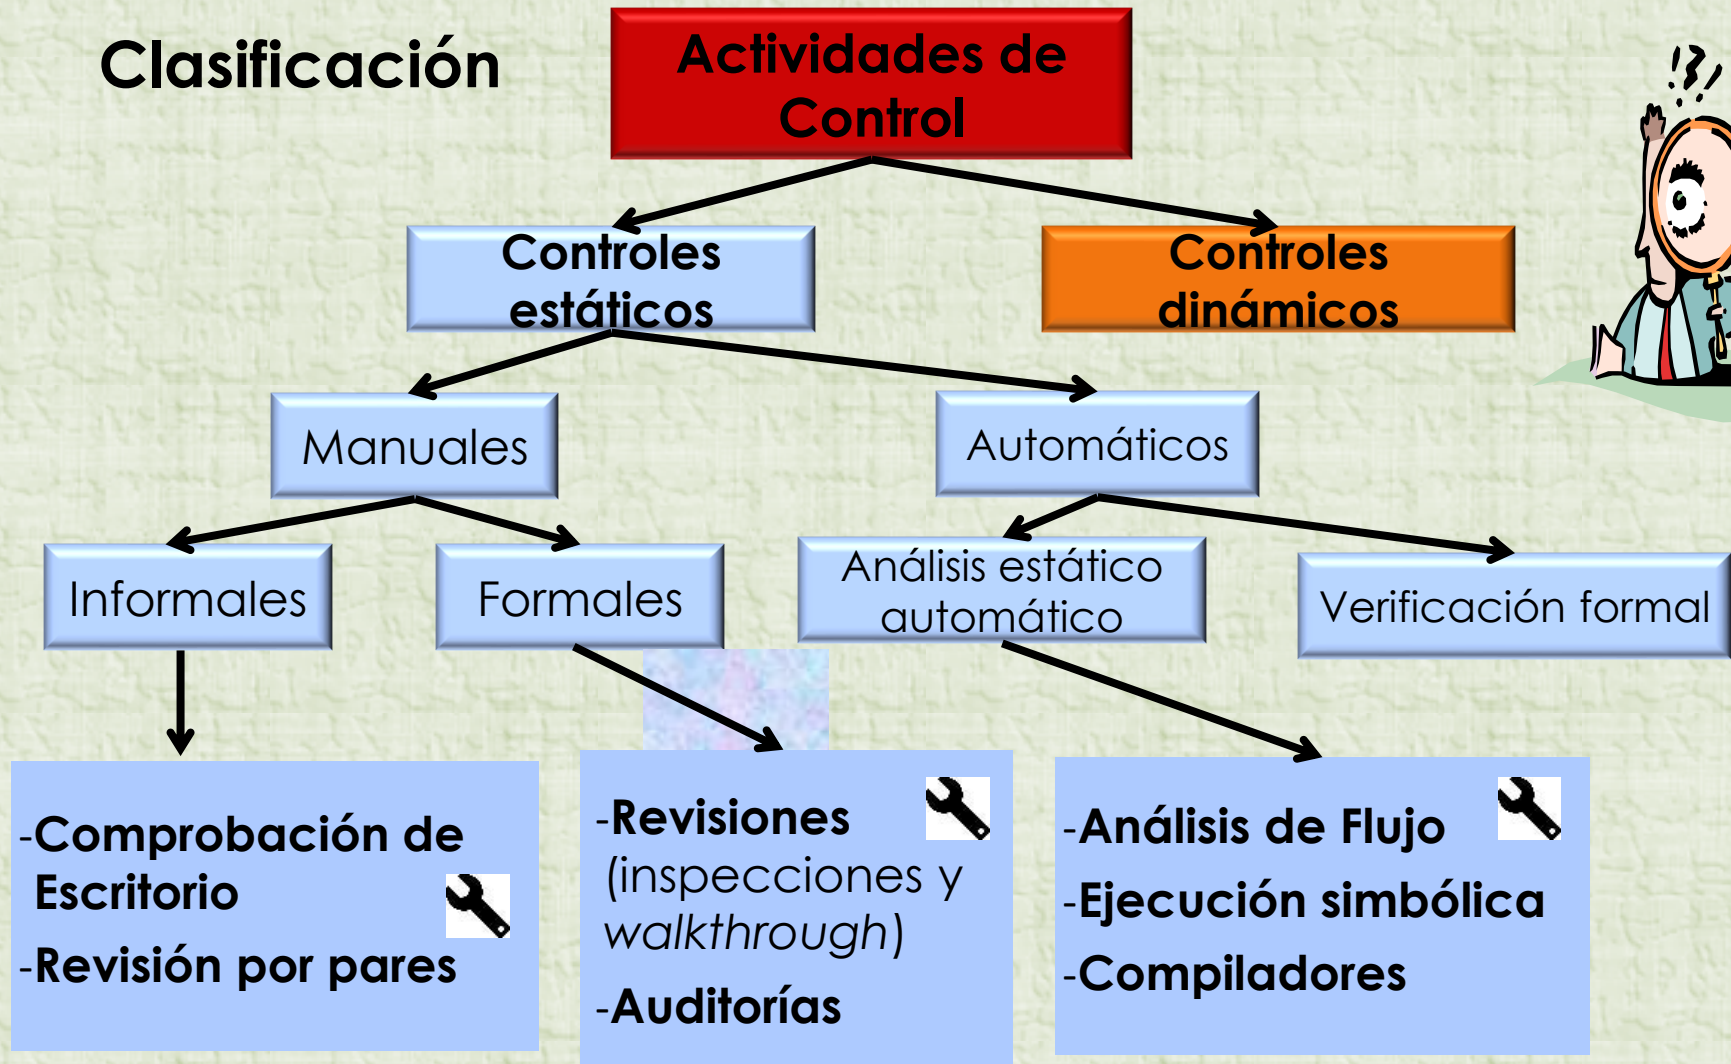 Clasificación
Actividades de
Control
Controles
estáticos
Controles
dinámicos
Manuales
Automáticos
Informales
Formales
Análisis estático
automático
Verificación formal
-Comprobación de
Escritorio
-Revisión por pares
-Revisiones
(inspecciones y
walkthrough)
-Auditorías
-Análisis de Flujo
-Ejecución simbólica
-Compiladores
!?!